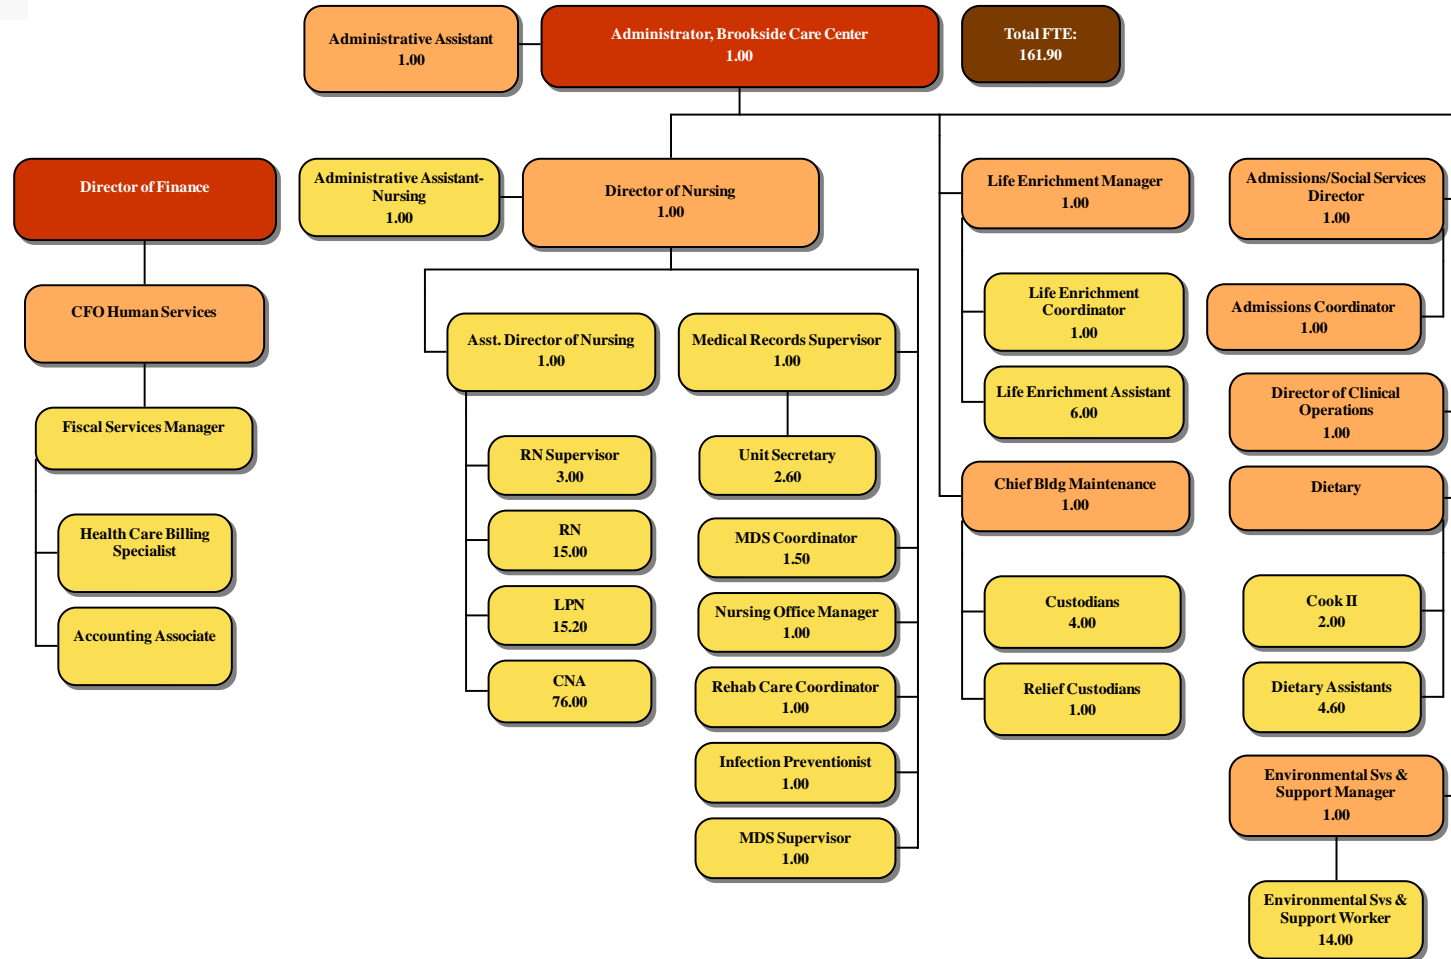 Administrative Assistant
1.00
Administrator, Brookside Care Center
1.00
Total FTE:
161.90
Director of Finance
CFO Human Services
Fiscal Services Manager
Health Care Billing
Specialist
Accounting Associate
Administrative Assistant-
Nursing
1.00
Director of Nursing
1.00
Asst. Director of Nursing
1.00
RN Supervisor
3.00
RN
15.00
LPN
15.20
CNA
76.00
Medical Records Supervisor
1.00
Unit Secretary
2.60
MDS Coordinator
1.50
Nursing Office Manager
1.00
Rehab Care Coordinator
1.00
Infection Preventionist
1.00
MDS Supervisor
1.00
Life Enrichment Manager
1.00
Life Enrichment
Coordinator
1.00
Life Enrichment Assistant
6.00
Chief Bldg Maintenance
1.00
Custodians
4.00
Relief Custodians
1.00
Admissions/Social Services
Director
1.00
Admissions Coordinator
1.00
Director of Clinical
Operations
1.00
Dietary
Cook II
2.00
Dietary Assistants
4.60
Environmental Svs &
Support Manager
1.00
Environmental Svs &
Support Worker
14.00